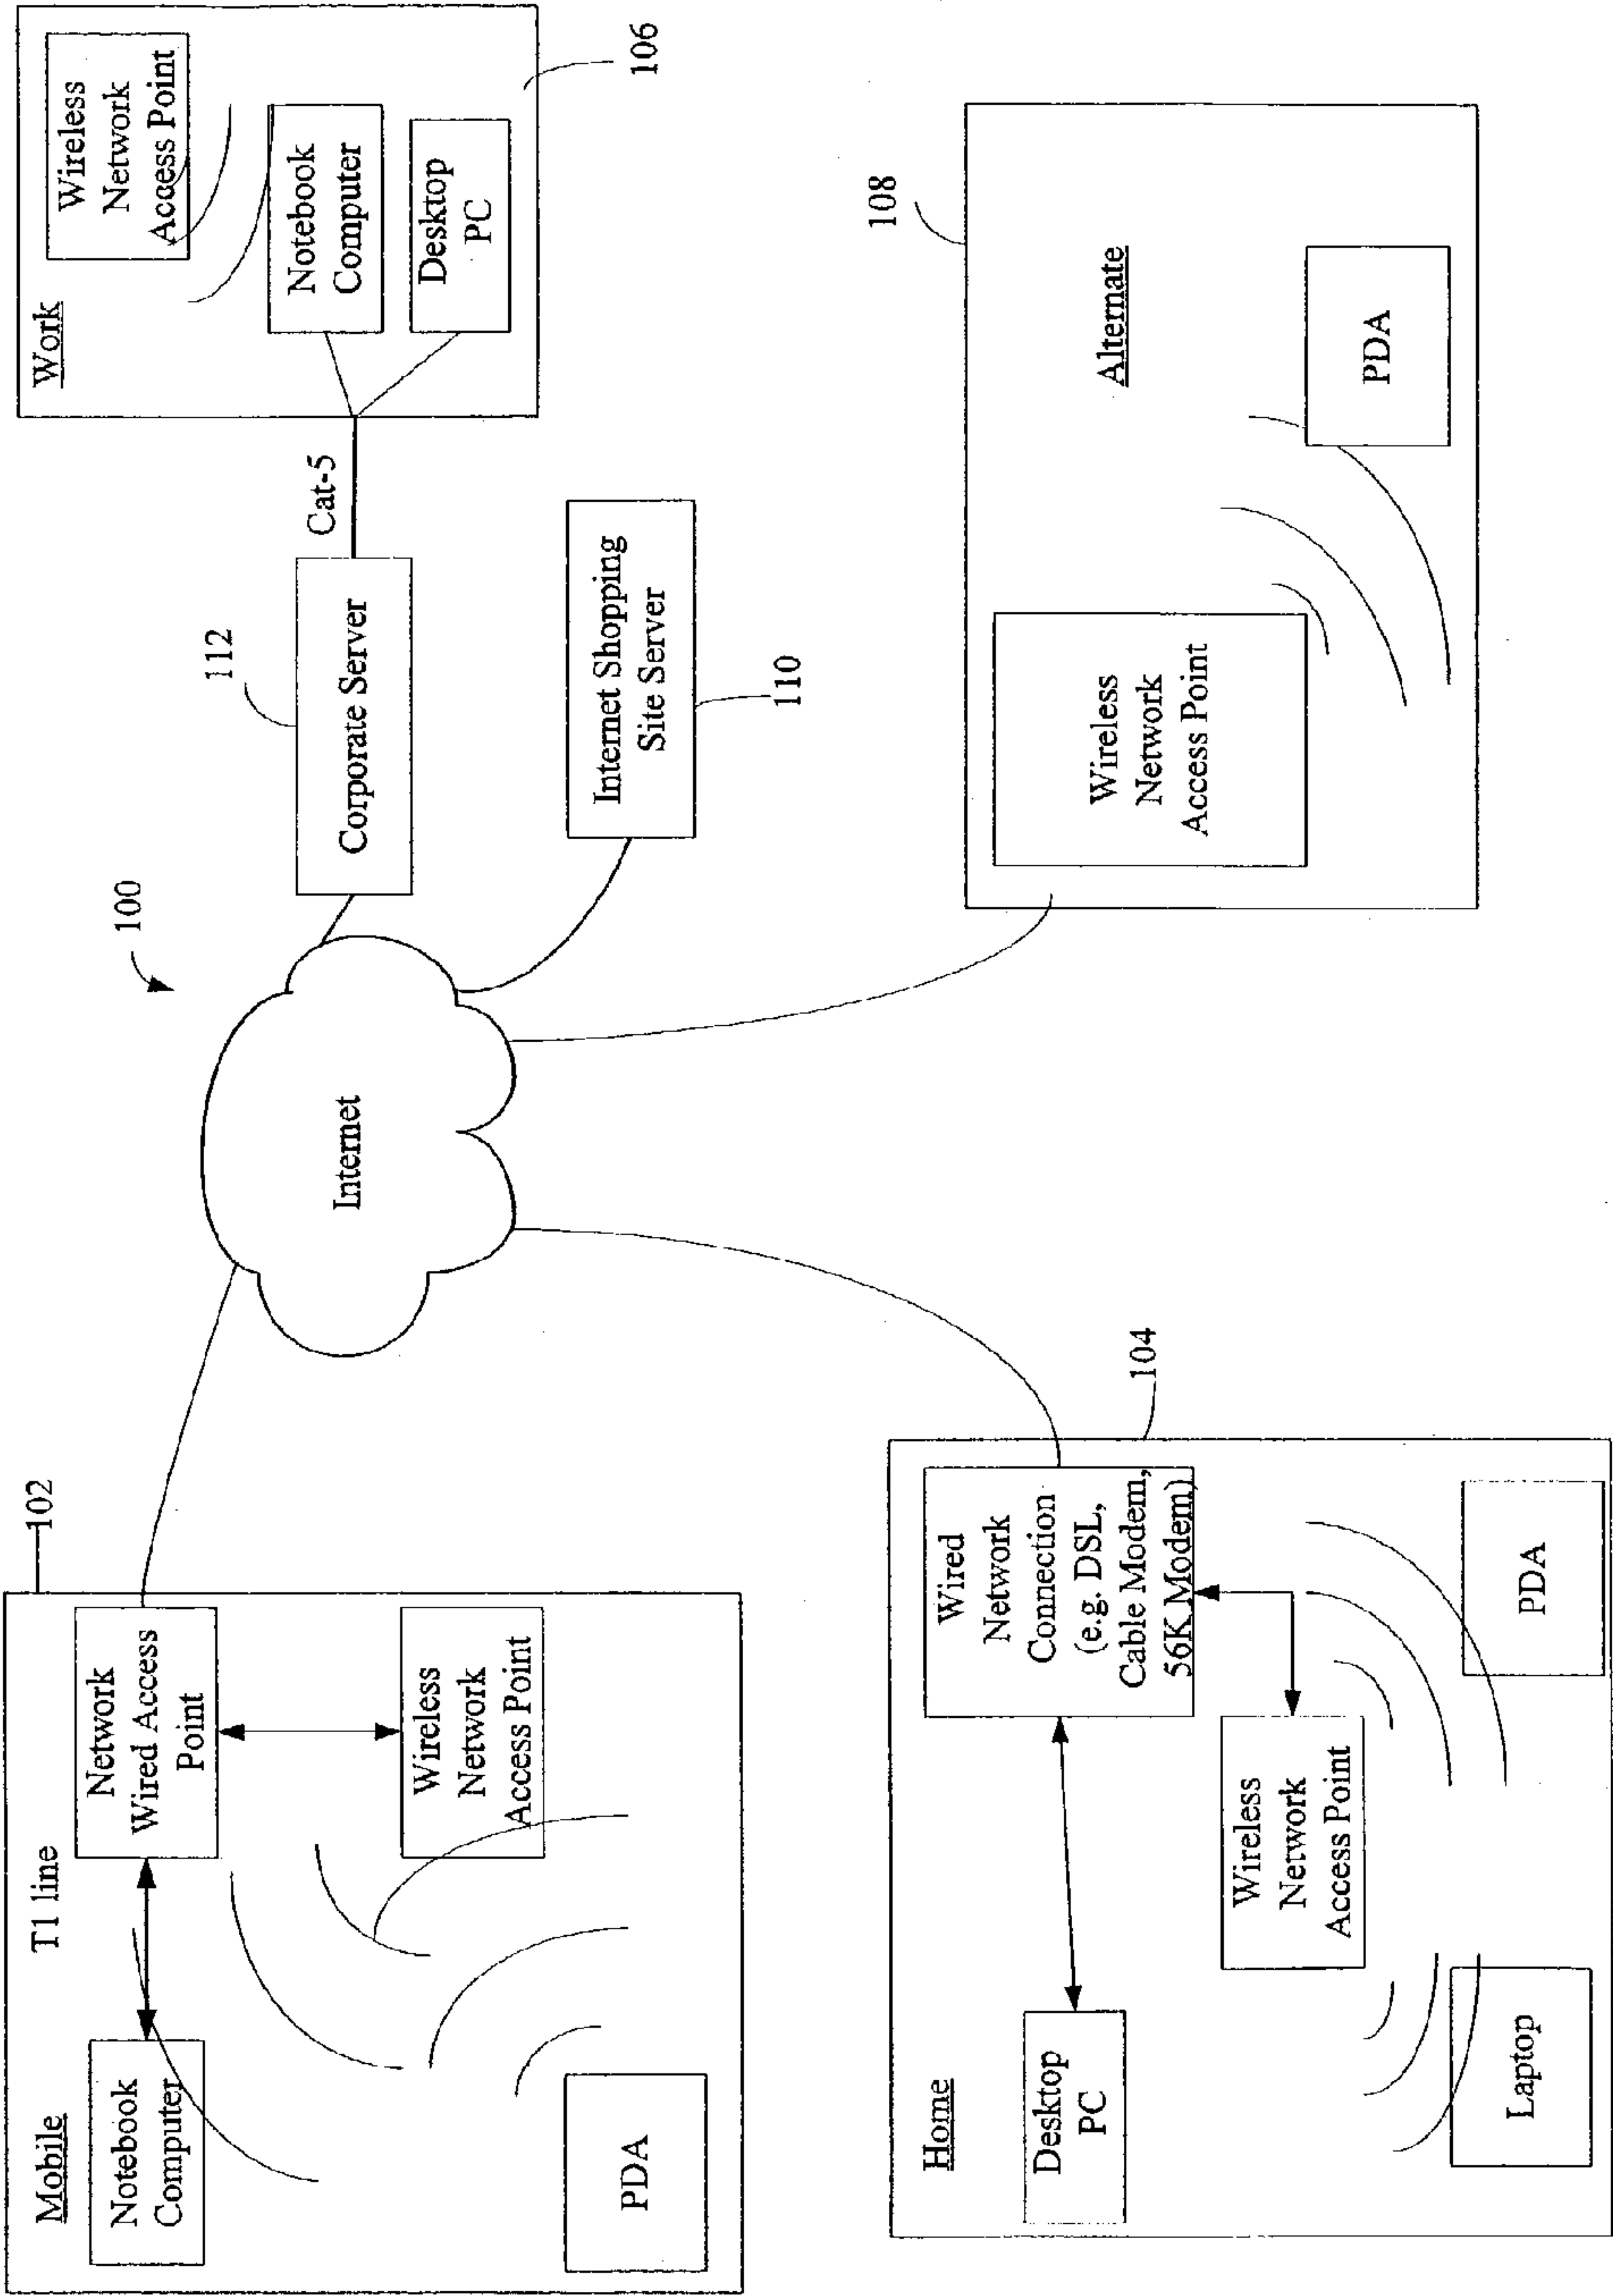 102
Mobile
T1 line
Notebook
Computer
Network
Wired Access
Point
Wireless
Network
Access Point
PDA
100
Internet
112
Corporate Server
Cat-5
Internet Shopping
Site Server
110
Work
Wireless
Network
Access Point
Notebook
Computer
Desktop
PC
106
Home
Desktop
PC
Wired
Network
Connection
(e.g. DSL,
Cable Modem,
56K Modem)
104
Wireless
Network
Access Point
Laptop
PDA
108
Alternate
Wireless
Network
Access Point
PDA